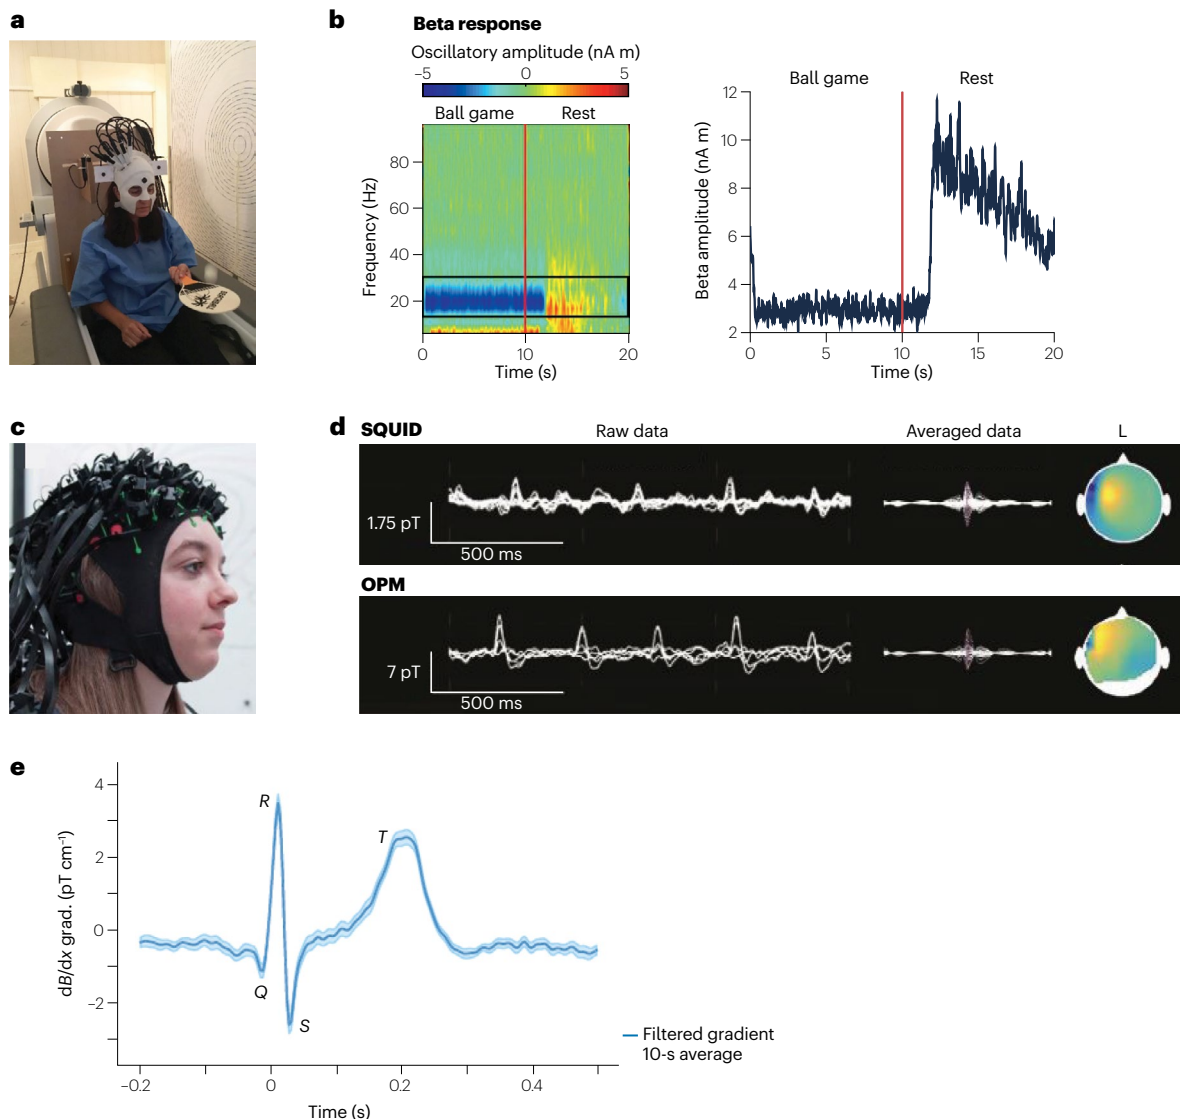 a
b
Beta response
Oscillatory amplitude (nA m)
−5 0 5
Ball game Rest
Frequency (Hz)
80
60
40
20
0 10 20
Time (s)
Ball game Rest
Beta amplitude (nA m)
12
10
8
6
4
2
0 5 10 15 20
Time (s)
c
d
SQUID Raw data Averaged data L
1.75 pT
500 ms
OPM
7 pT
500 ms
e
dB/dx grad. (pT cm⁻¹)
4
2
0
−2
R
T
Q
S
−0.2 0 0.2 0.4
Time (s)
Filtered gradient
10-s average